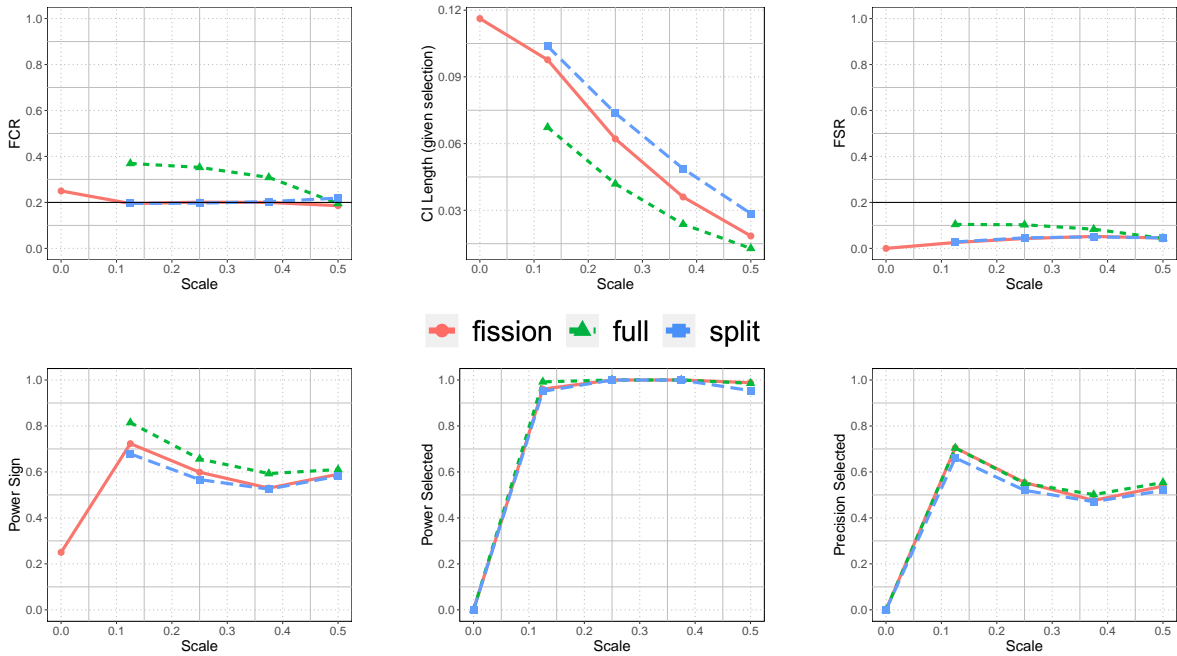 FCR
1.0
0.8
0.6
0.4
0.2
0.0
0.0 0.1 0.2 0.3 0.4 0.5
Scale
CI Length (given selection)
0.12
0.09
0.06
0.03
0.0 0.1 0.2 0.3 0.4 0.5
Scale
FSR
1.0
0.8
0.6
0.4
0.2
0.0
0.0 0.1 0.2 0.3 0.4 0.5
Scale
fission full split
Power Sign
1.0
0.8
0.6
0.4
0.2
0.0
0.0 0.1 0.2 0.3 0.4 0.5
Scale
Power Selected
1.0
0.8
0.6
0.4
0.2
0.0
0.0 0.1 0.2 0.3 0.4 0.5
Scale
Precision Selected
1.0
0.8
0.6
0.4
0.2
0.0
0.0 0.1 0.2 0.3 0.4 0.5
Scale